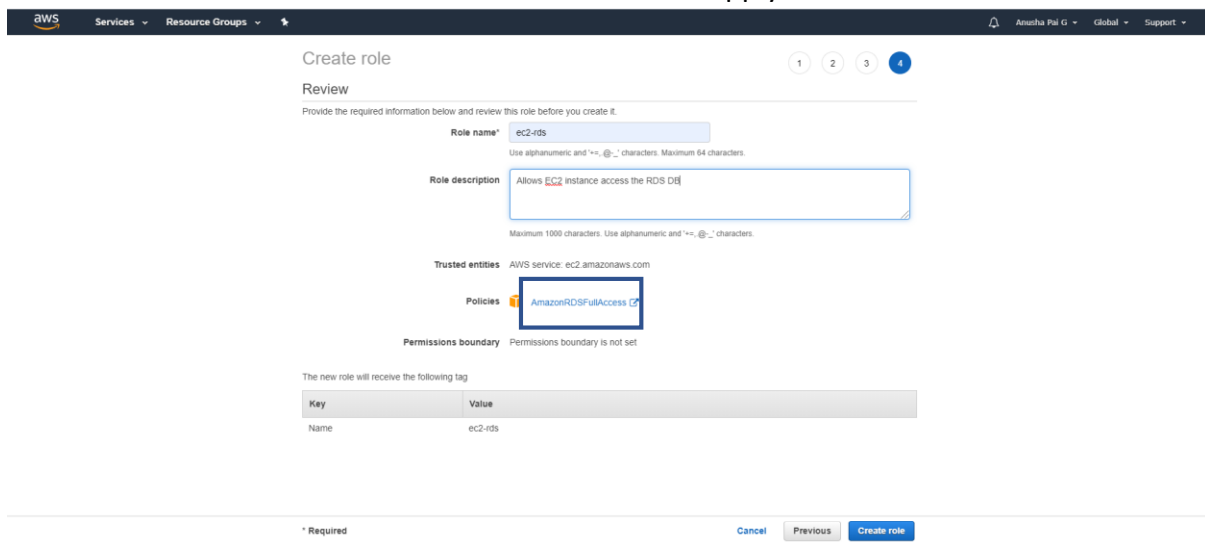 aws Services Resource Groups Anusha Pai G Global Support
Create role 1 2 3 4
Review
Provide the required information below and review this role before you create it.
Role name* ec2-rds
Use alphanumeric and '+=,.@-_' characters. Maximum 64 characters.
Role description Allows EC2 instance access the RDS DB
Maximum 1000 characters. Use alphanumeric and '+=,.@-_' characters.
Trusted entities AWS service: ec2.amazonaws.com
Policies AmazonRDSFullAccess
Permissions boundary Permissions boundary is not set
The new role will receive the following tag
Key Value
Name ec2-rds
* Required Cancel Previous Create role